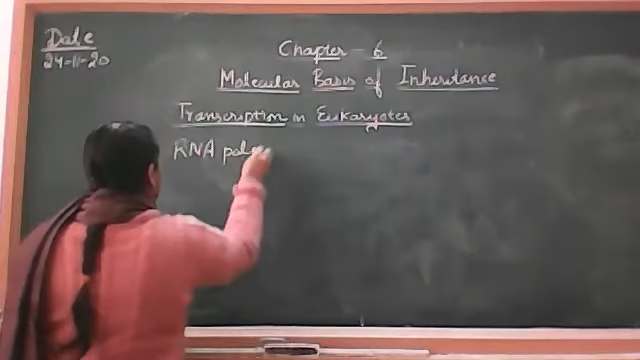 Date
24-11-20
Chapter - 6
Molecular Basis of Inheritance
Transcription in Eukaryotes
RNA pol